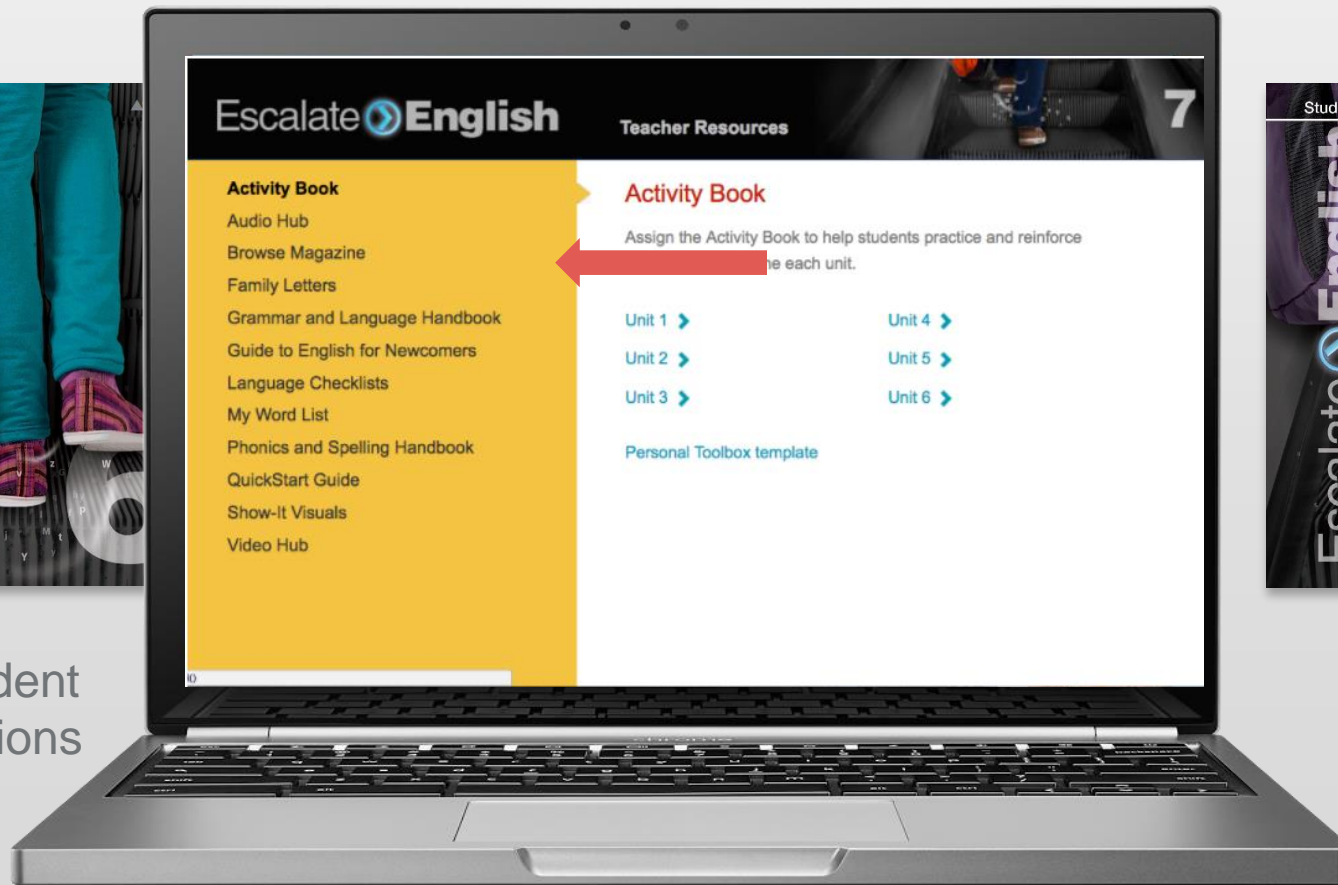 Escalate English
Teacher Resources
7
Activity Book
Audio Hub
Browse Magazine
Family Letters
Grammar and Language Handbook
Guide to English for Newcomers
Language Checklists
My Word List
Phonics and Spelling Handbook
QuickStart Guide
Show-It Visuals
Video Hub
Activity Book
Assign the Activity Book to help students practice and reinforce
each unit.
Unit 1
Unit 2
Unit 3
Unit 4
Unit 5
Unit 6
Personal Toolbox template
6
dent
ions
Stud
Escalate English
chrome